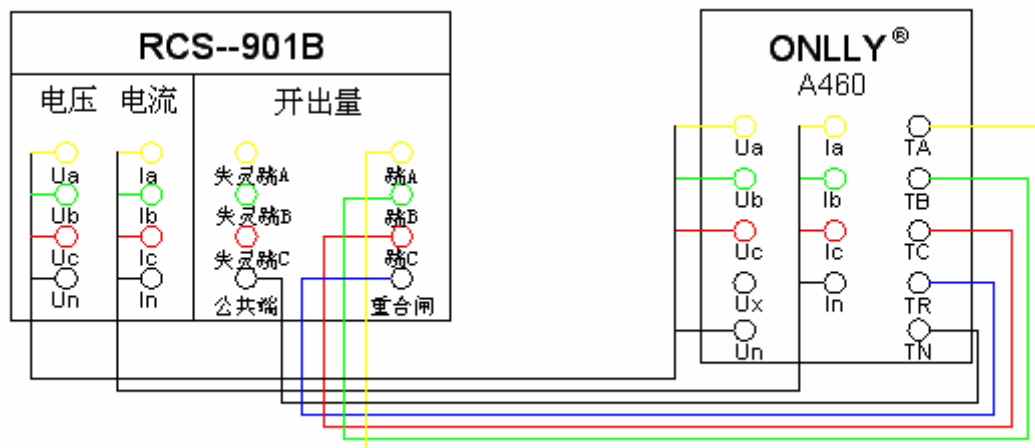 RCS--901B
电压 电流 开出量
Ua Ia 失灵跳A 跳A
Ub Ib 失灵跳B 跳B
Uc Ic 失灵跳C 跳C
Un In 公共端 重合闸
ONLLY®
A460
Ua Ia TA
Ub Ib TB
Uc Ic TC
Ux In TR
Un TN